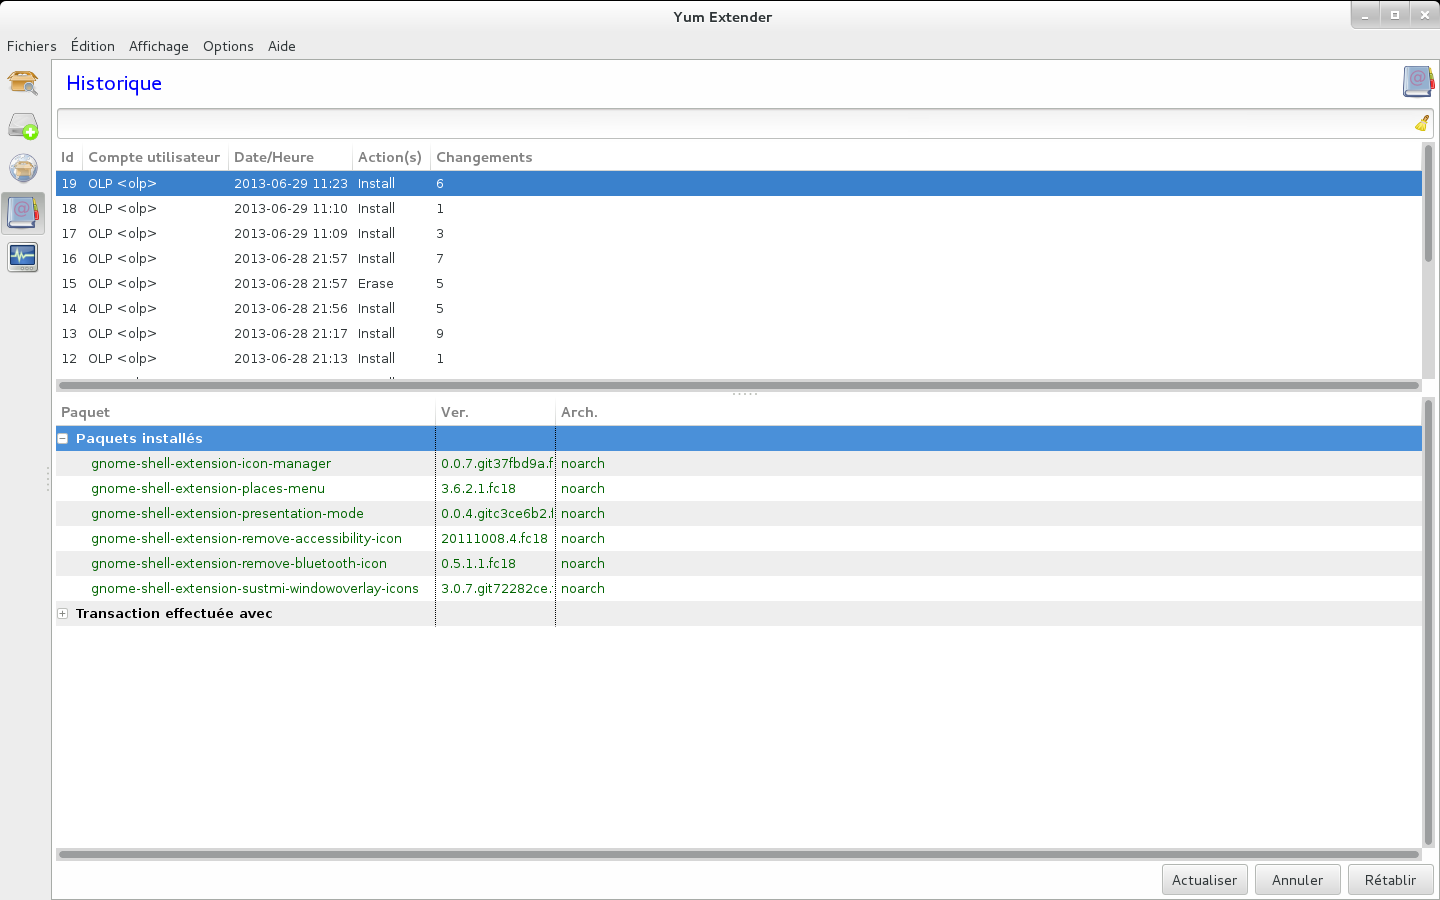 Yum Extender
Fichiers Édition Affichage Options Aide
Historique
Id Compte utilisateur Date/Heure Action(s) Changements
19 OLP <olp> 2013-06-29 11:23 Install 6
18 OLP <olp> 2013-06-29 11:10 Install 1
17 OLP <olp> 2013-06-29 11:09 Install 3
16 OLP <olp> 2013-06-28 21:57 Install 7
15 OLP <olp> 2013-06-28 21:57 Erase 5
14 OLP <olp> 2013-06-28 21:56 Install 5
13 OLP <olp> 2013-06-28 21:17 Install 9
12 OLP <olp> 2013-06-28 21:13 Install 1
Paquet Ver. Arch.
Paquets installés
gnome-shell-extension-icon-manager 0.0.7.git37fbd9a.f noarch
gnome-shell-extension-places-menu 3.6.2.1.fc18 noarch
gnome-shell-extension-presentation-mode 0.0.4.gitc3ce6b2.f noarch
gnome-shell-extension-remove-accessibility-icon 20111008.4.fc18 noarch
gnome-shell-extension-remove-bluetooth-icon 0.5.1.1.fc18 noarch
gnome-shell-extension-sustmi-windowoverlay-icons 3.0.7.git72282ce. noarch
Transaction effectuée avec
Actualiser Annuler Rétablir